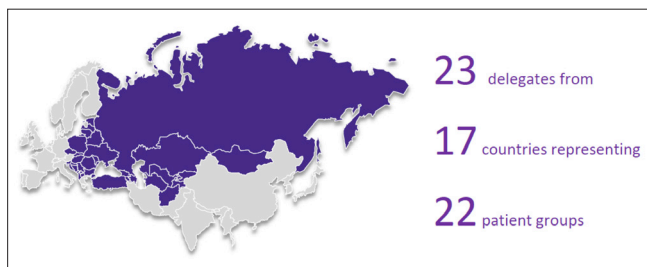 23 delegates from
17 countries representing
22 patient groups